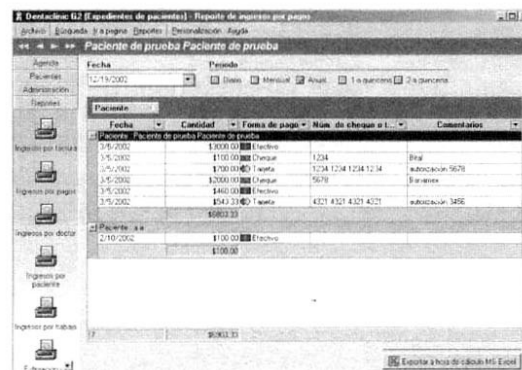 Dentaclinic G2 [Expedientes de pacientes] - Reporte de ingresos por pagos
Archivo Búsqueda Ir a página Reportes Personalización Ayuda
Paciente de prueba Paciente de prueba
Agenda
Pacientes
Administración
Reportes
Ingresos por factura
Ingresos por pagos
Ingresos por doctor
Ingresos por paciente
Ingresos por trabajo
Fecha Periodo
12/19/2002 Diario Mensual Anual 1a quincena 2a quincena
Paciente
Fecha Cantidad Forma de pago Núm. de cheque o t... Comentarios
Paciente : Paciente de prueba Paciente de prueba
3/5/2002 $3000.00 Efectivo
3/5/2002 $100.00 Cheque 1234 Bital
3/5/2002 $700.00 Tarjeta 1234 1234 1234 1234 autorización 5678
3/5/2002 $2000.00 Cheque 5678 Banamex
3/5/2002 $460.00 Efectivo
3/5/2002 $543.33 Tarjeta 4321 4321 4321 4321 autorización 3456
$6803.33
Paciente : a a
2/10/2002 $100.00 Efectivo
$100.00
7 $6903.33
Exportar a hoja de cálculo MS Excel